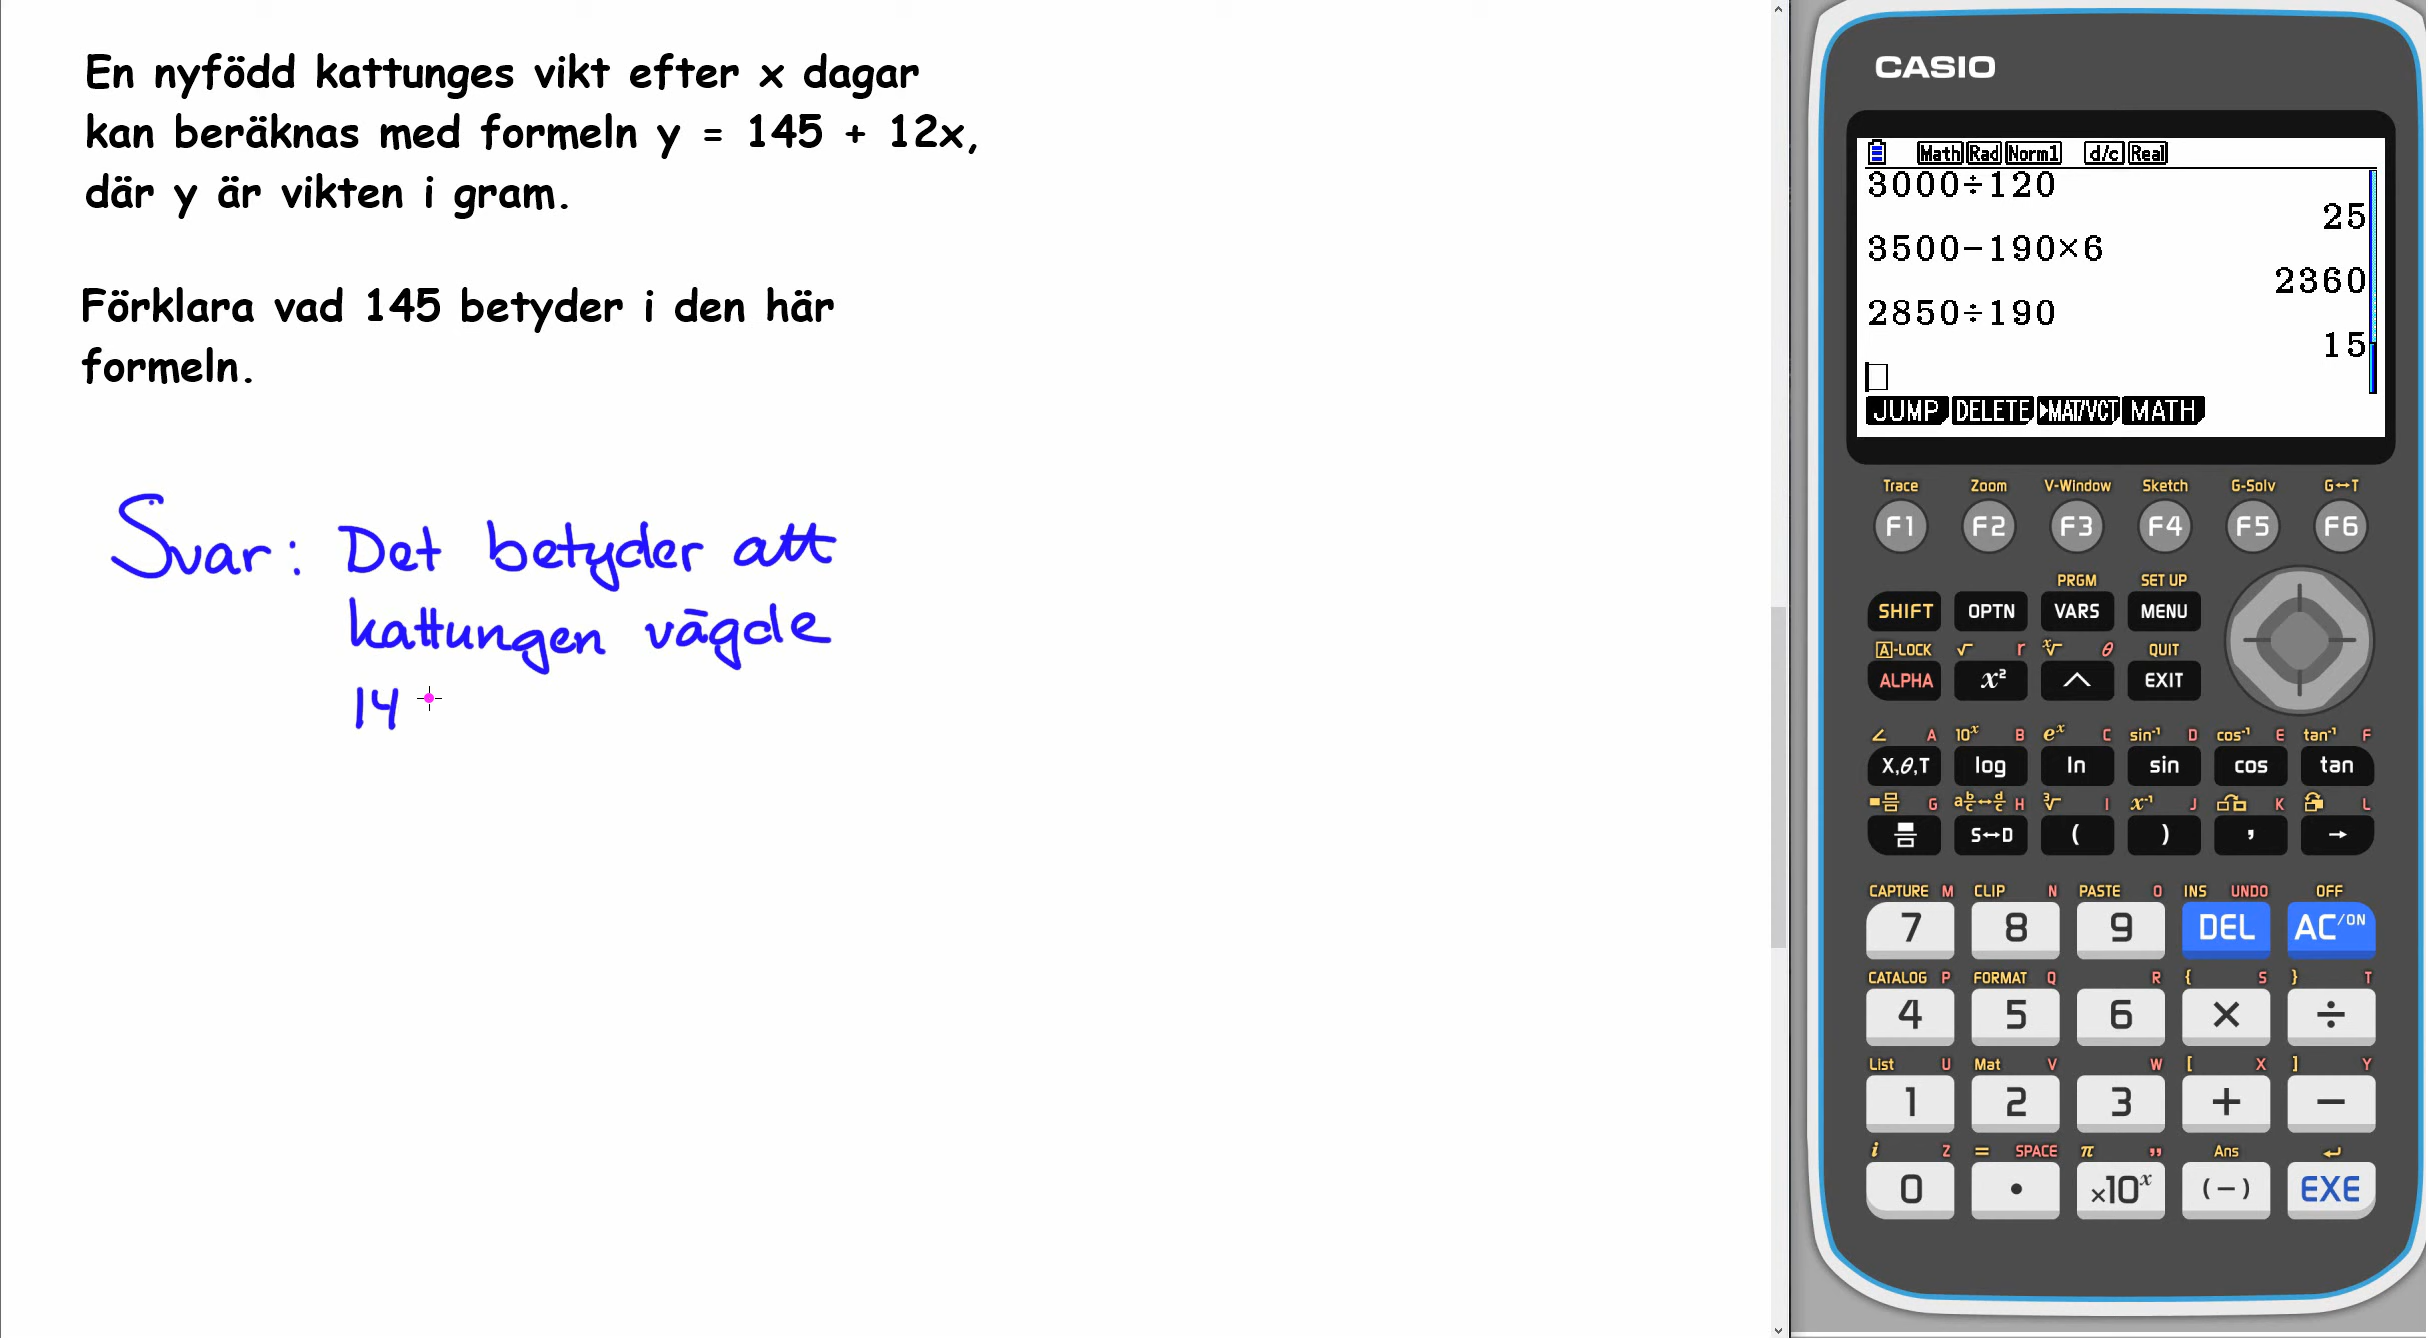 En nyfödd kattunges vikt efter x dagar
kan beräknas med formeln y = 145 + 12x,
där y är vikten i gram.
Förklara vad 145 betyder i den här
formeln.
Svar: Det betyder att
kattungen vägde
14
CASIO
Math Rad Norm1 d/c Real
3000÷120
25
3500−190×6
2360
2850÷190
15
JUMP DELETE ▶MAT/VCT MATH
Trace Zoom V-Window Sketch G-Solv G↔T
F1 F2 F3 F4 F5 F6
PRGM SET UP
SHIFT OPTN VARS MENU
A-LOCK √ r ˣ√ θ QUIT
ALPHA x² ^ EXIT
∠ A 10ˣ B eˣ C sin⁻¹ D cos⁻¹ E tan⁻¹ F
X,θ,T log ln sin cos tan
G a b/c↔d/c H ³√ I x⁻¹ J K L
S↔D ( ) , →
CAPTURE M CLIP N PASTE O INS UNDO OFF
7 8 9 DEL AC/ON
CATALOG P FORMAT Q R { S } T
4 5 6 × ÷
List U Mat V W [ X ] Y
1 2 3 + −
i Z = SPACE π " Ans ↵
0 • ×10ˣ (−) EXE